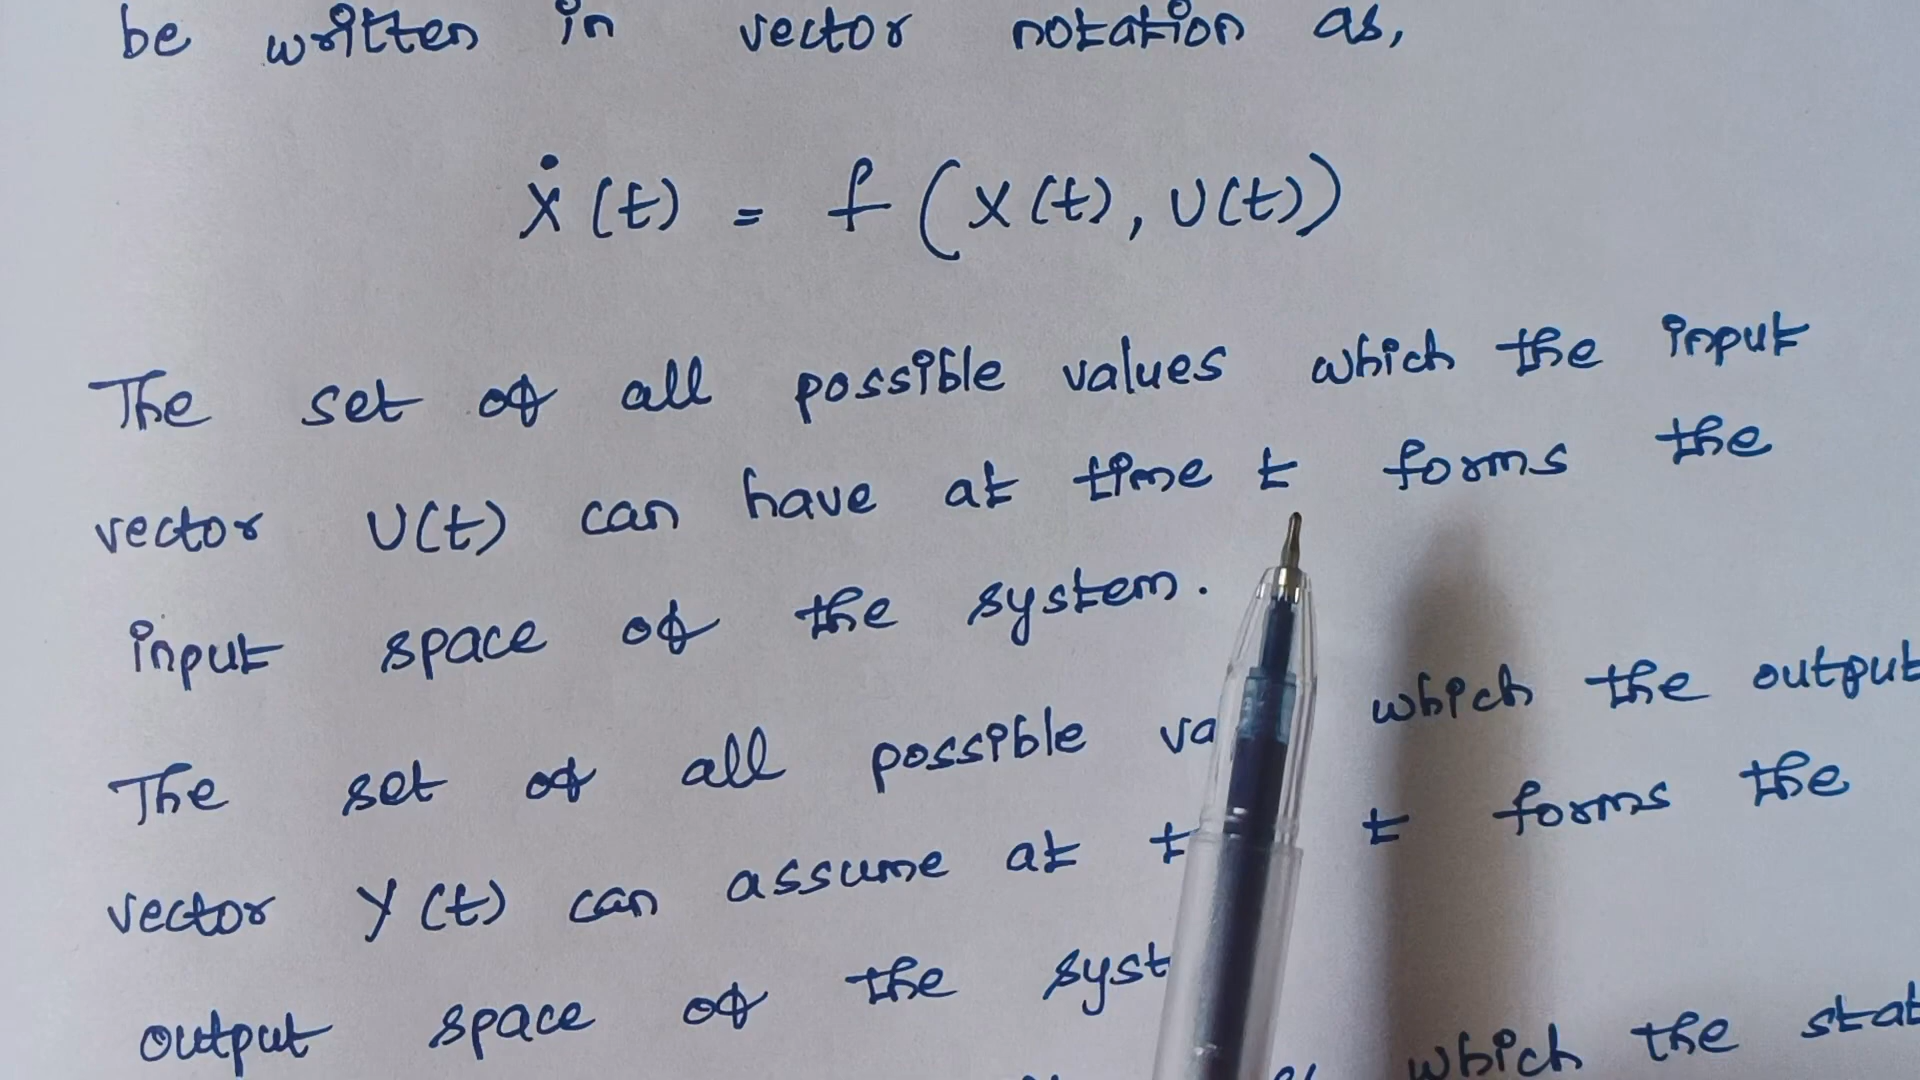 be written in vector notation as,
Ẋ(t) = f(X(t), U(t))
The set of all possible values which the input
vector U(t) can have at time t forms the
input space of the system.
The set of all possible va which the output
vector Y(t) can assume at t t forms the
output space of the syst
which the stat